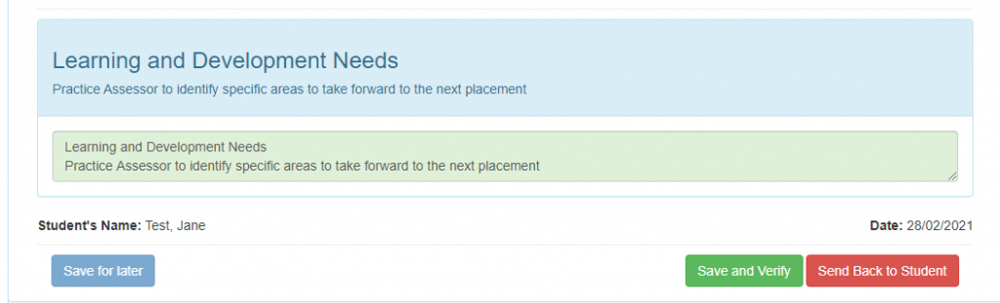 Learning and Development Needs
Practice Assessor to identify specific areas to take forward to the next placement
Learning and Development Needs
Practice Assessor to identify specific areas to take forward to the next placement
Student's Name: Test, Jane Date: 28/02/2021
Save for later Save and Verify Send Back to Student